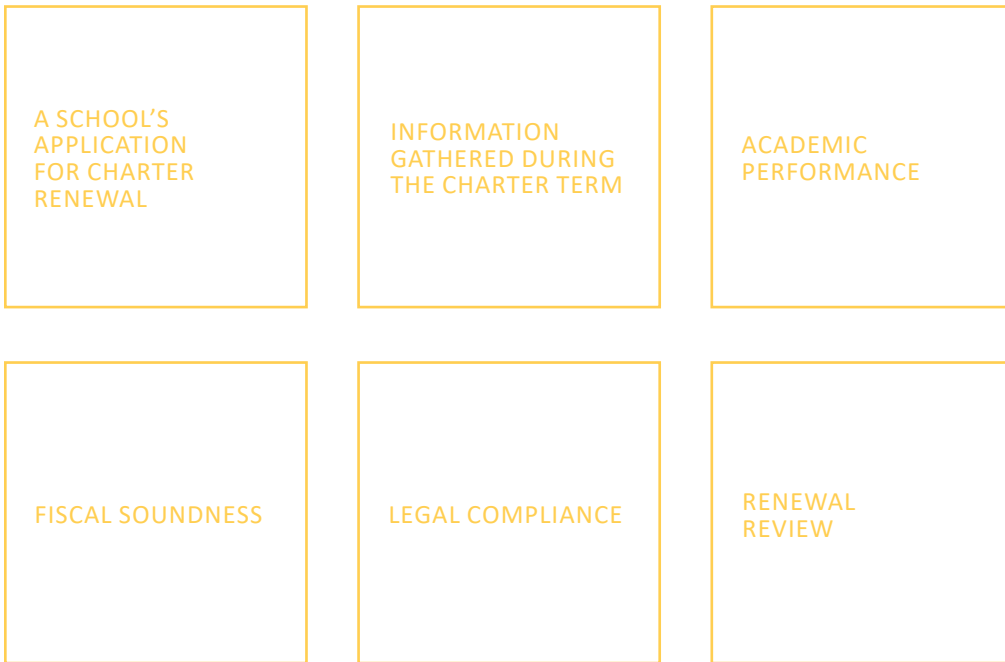 A SCHOOL’S
APPLICATION
FOR CHARTER
RENEWAL
INFORMATION
GATHERED DURING
THE CHARTER TERM
ACADEMIC
PERFORMANCE
FISCAL SOUNDNESS
LEGAL COMPLIANCE
RENEWAL
REVIEW